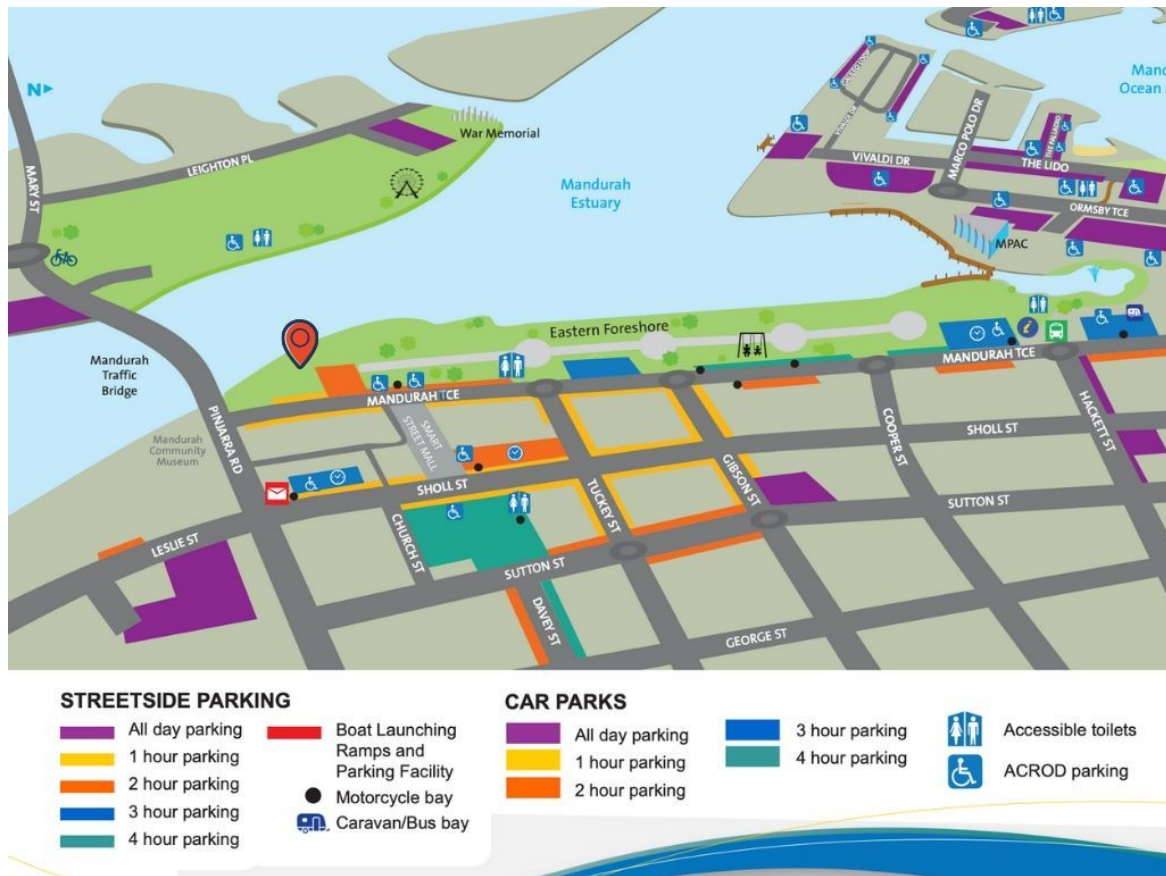 N
MARY ST
LEIGHTON PL
War Memorial
Mandurah
Estuary
VIVALDI DR
MARCO POLO DR
THE PALLADIO
THE LIDO
ORMSBY TCE
MPAC
Mand
Ocean
Eastern Foreshore
Mandurah
Traffic
Bridge
PINJARRA RD
Mandurah
Community
Museum
MANDURAH TCE
MANDURAH TCE
SMART
STREET MALL
SHOLL ST
SHOLL ST
TUCKEY ST
GIBSON ST
COOPER ST
HACKETT ST
LESLIE ST
CHURCH ST
SUTTON ST
SUTTON ST
DAVEY ST
GEORGE ST
i
STREETSIDE PARKING
All day parking
1 hour parking
2 hour parking
3 hour parking
4 hour parking
Boat Launching
Ramps and
Parking Facility
Motorcycle bay
Caravan/Bus bay
CAR PARKS
All day parking
1 hour parking
2 hour parking
3 hour parking
4 hour parking
Accessible toilets
ACROD parking